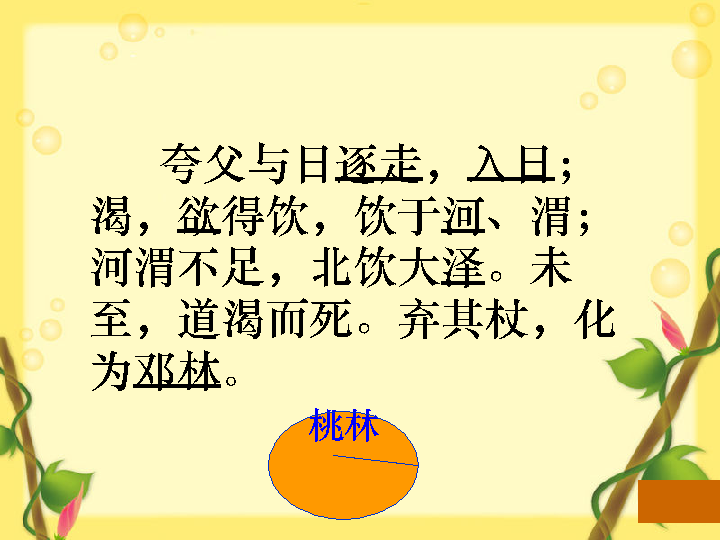 夸父与日逐走，入日；
渴，欲得饮，饮于河、渭；
河渭不足，北饮大泽。未
至，道渴而死。弃其杖，化
为邓林。
桃林